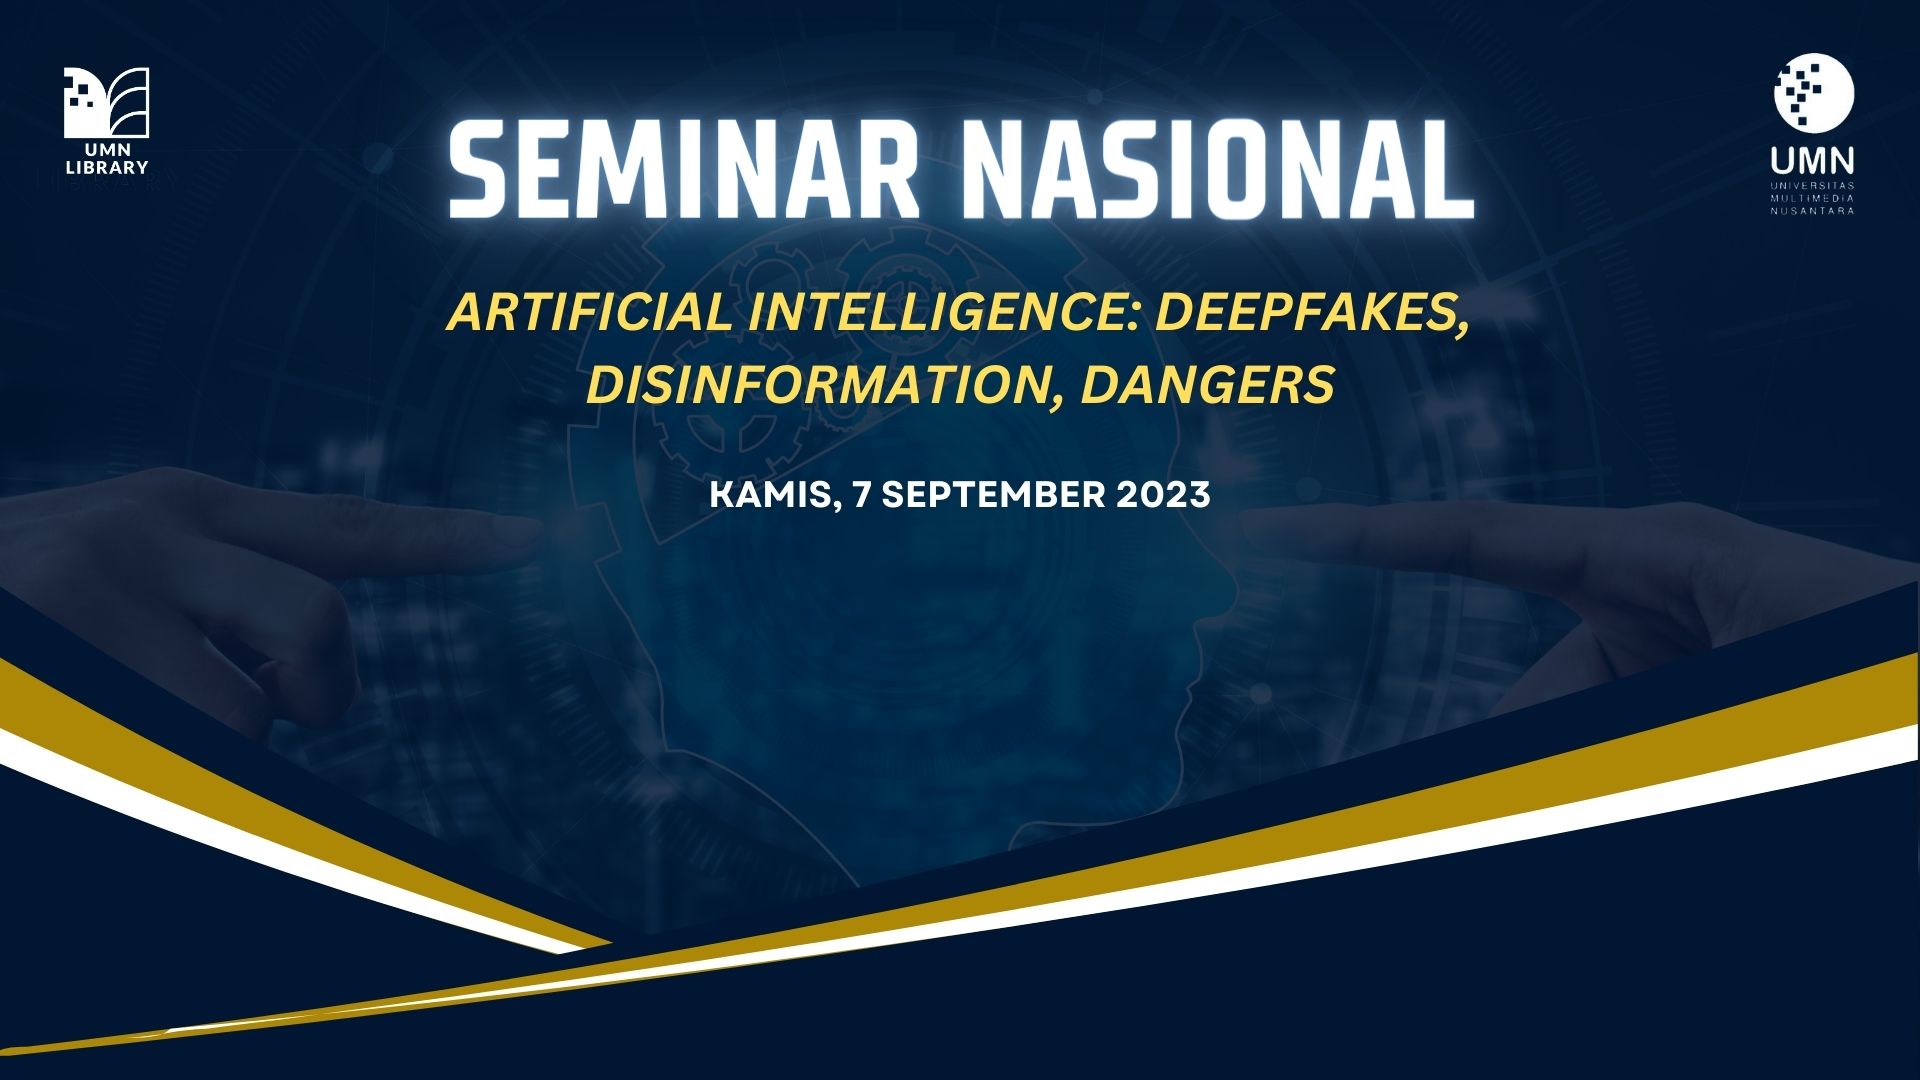 UMN
LIBRARY
UMN
UNIVERSITAS
MULTIMEDIA
NUSANTARA
SEMINAR NASIONAL
ARTIFICIAL INTELLIGENCE: DEEPFAKES,
DISINFORMATION, DANGERS
KAMIS, 7 SEPTEMBER 2023